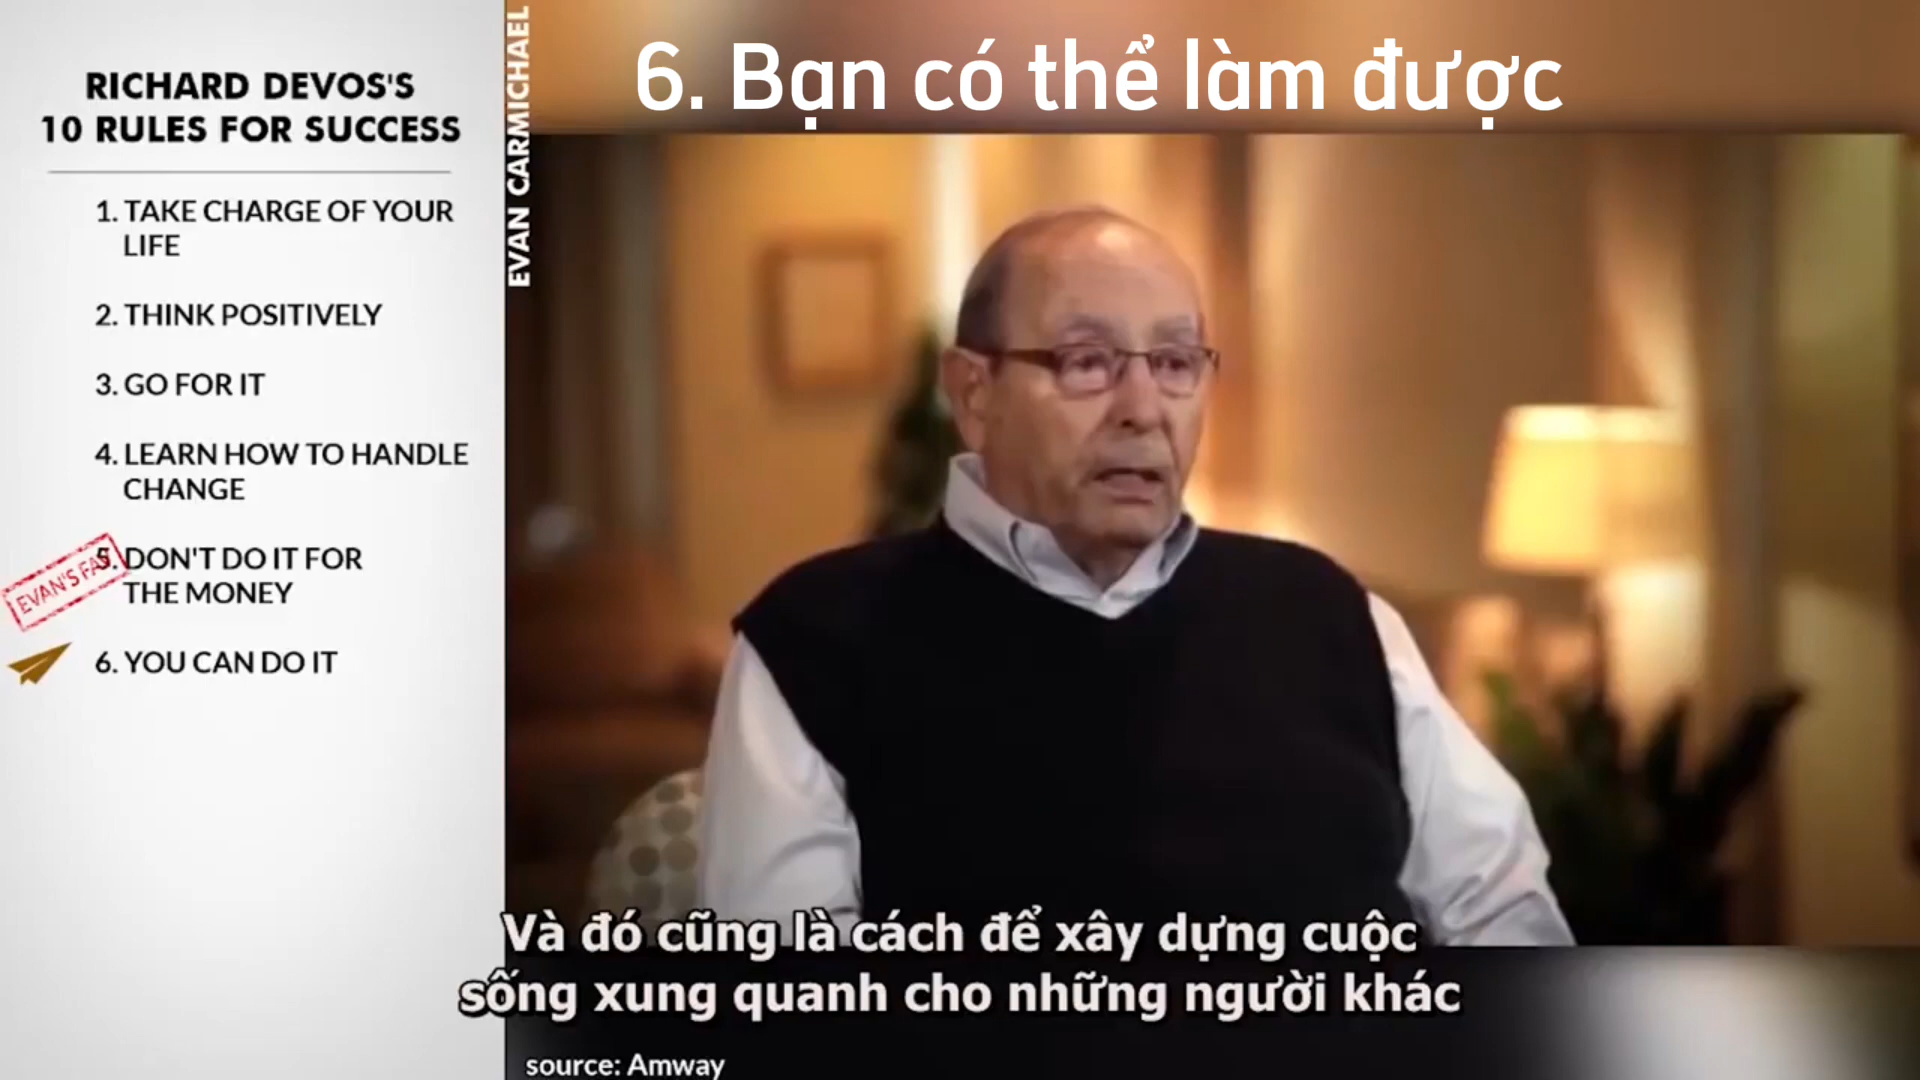 RICHARD DEVOS'S
10 RULES FOR SUCCESS
1. TAKE CHARGE OF YOUR
LIFE
2. THINK POSITIVELY
3. GO FOR IT
4. LEARN HOW TO HANDLE
CHANGE
5. DON'T DO IT FOR
THE MONEY
EVAN'S FAV
6. YOU CAN DO IT
EVAN CARMICHAEL
6. Bạn có thể làm được
Và đó cũng là cách để xây dựng cuộc
sống xung quanh cho những người khác
source: Amway